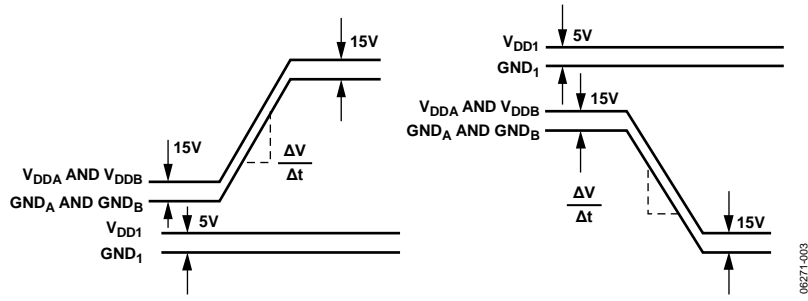 15V
15V
V_DDA AND V_DDB
GND_A AND GND_B
V_DD1
5V
GND_1
ΔV
Δt
V_DD1
5V
GND_1
V_DDA AND V_DDB
15V
GND_A AND GND_B
ΔV
Δt
15V
06271-003